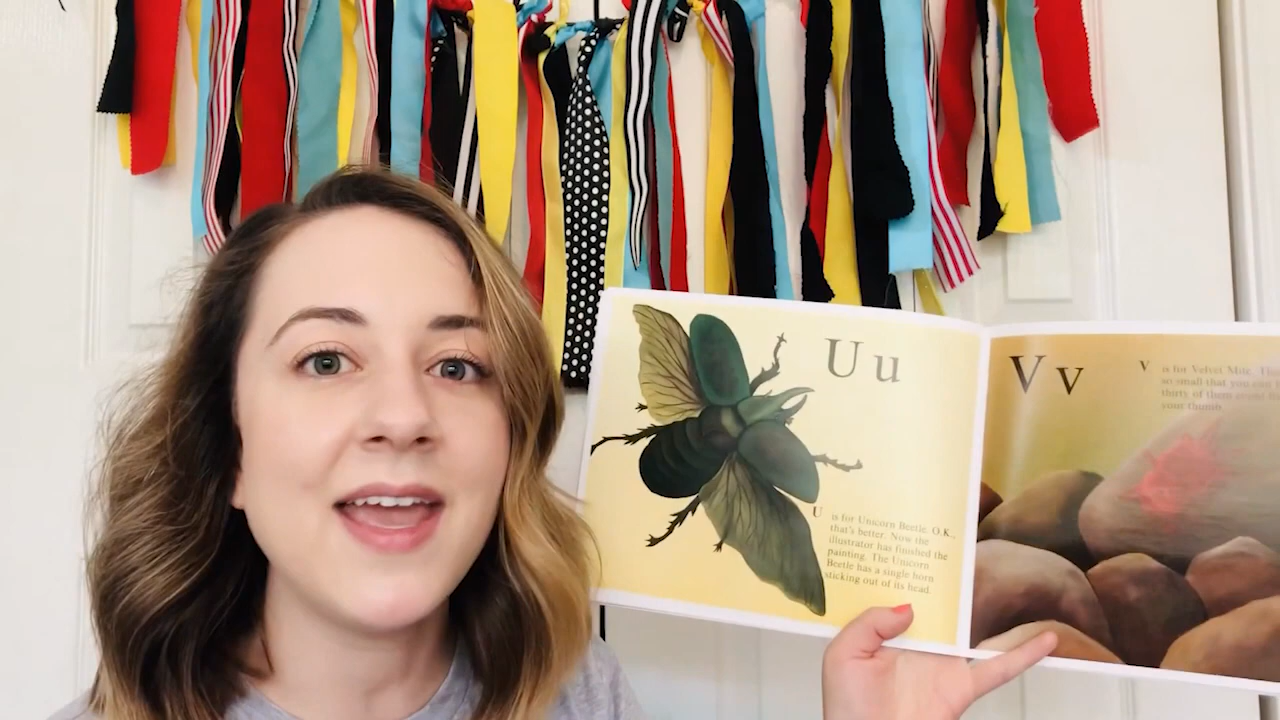 U u
U is for Unicorn Beetle. O.K.,
that's better. Now the
illustrator has finished the
painting. The Unicorn
Beetle has a single horn
sticking out of its head.
V v
V is for Velvet Mite.
so small that you can
thirty of them
your thumb